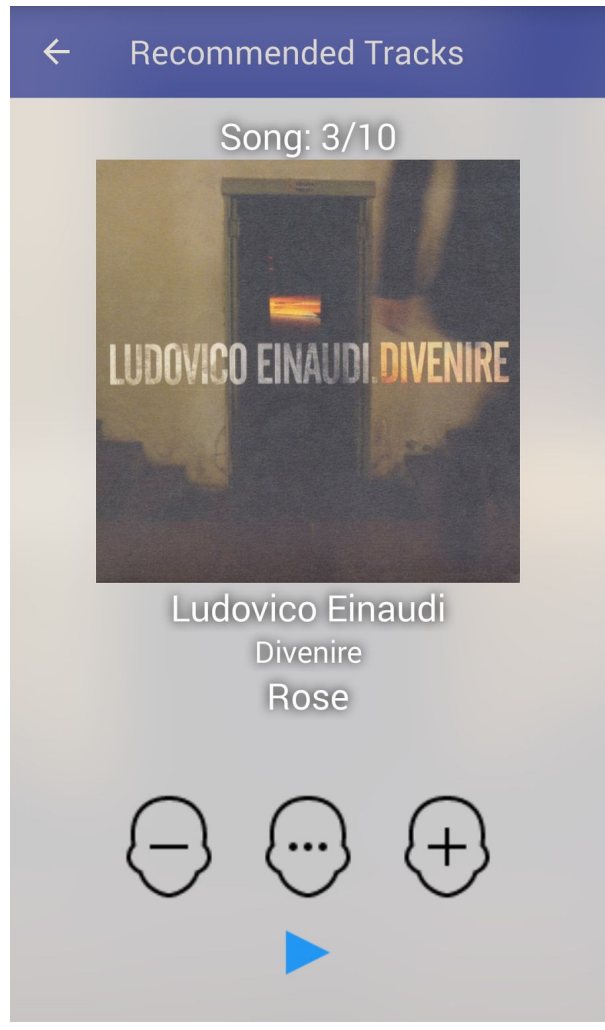 Recommended Tracks
Song: 3/10
LUDOVICO EINAUDI.DIVENIRE
Ludovico Einaudi
Divenire
Rose